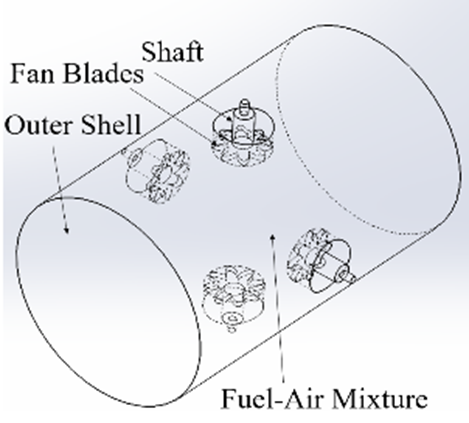 Shaft
Fan Blades
Outer Shell
Fuel-Air Mixture